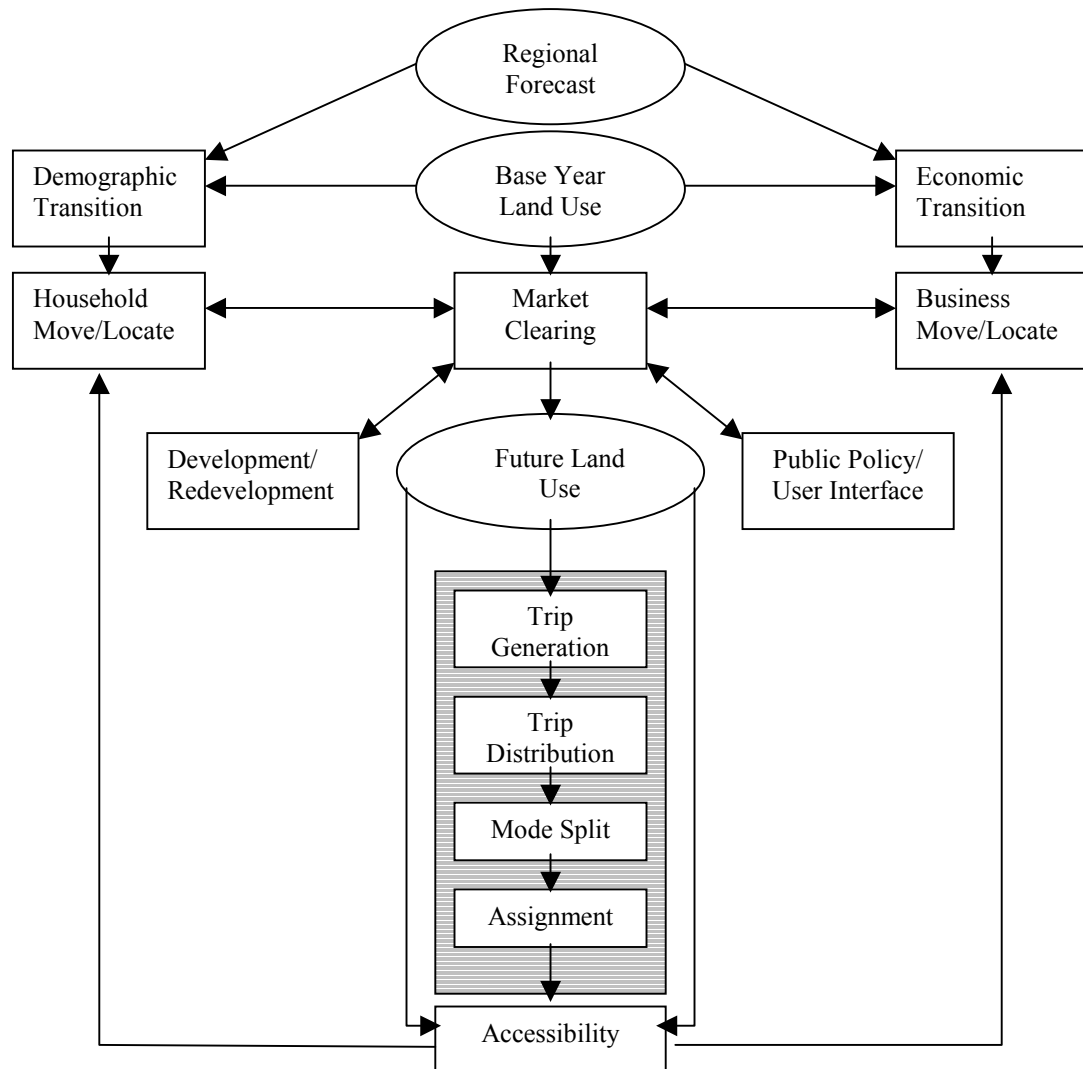 Regional
Forecast
Demographic
Transition
Base Year
Land Use
Economic
Transition
Household
Move/Locate
Market
Clearing
Business
Move/Locate
Development/
Redevelopment
Future Land
Use
Public Policy/
User Interface
Trip
Generation
Trip
Distribution
Mode Split
Assignment
Accessibility